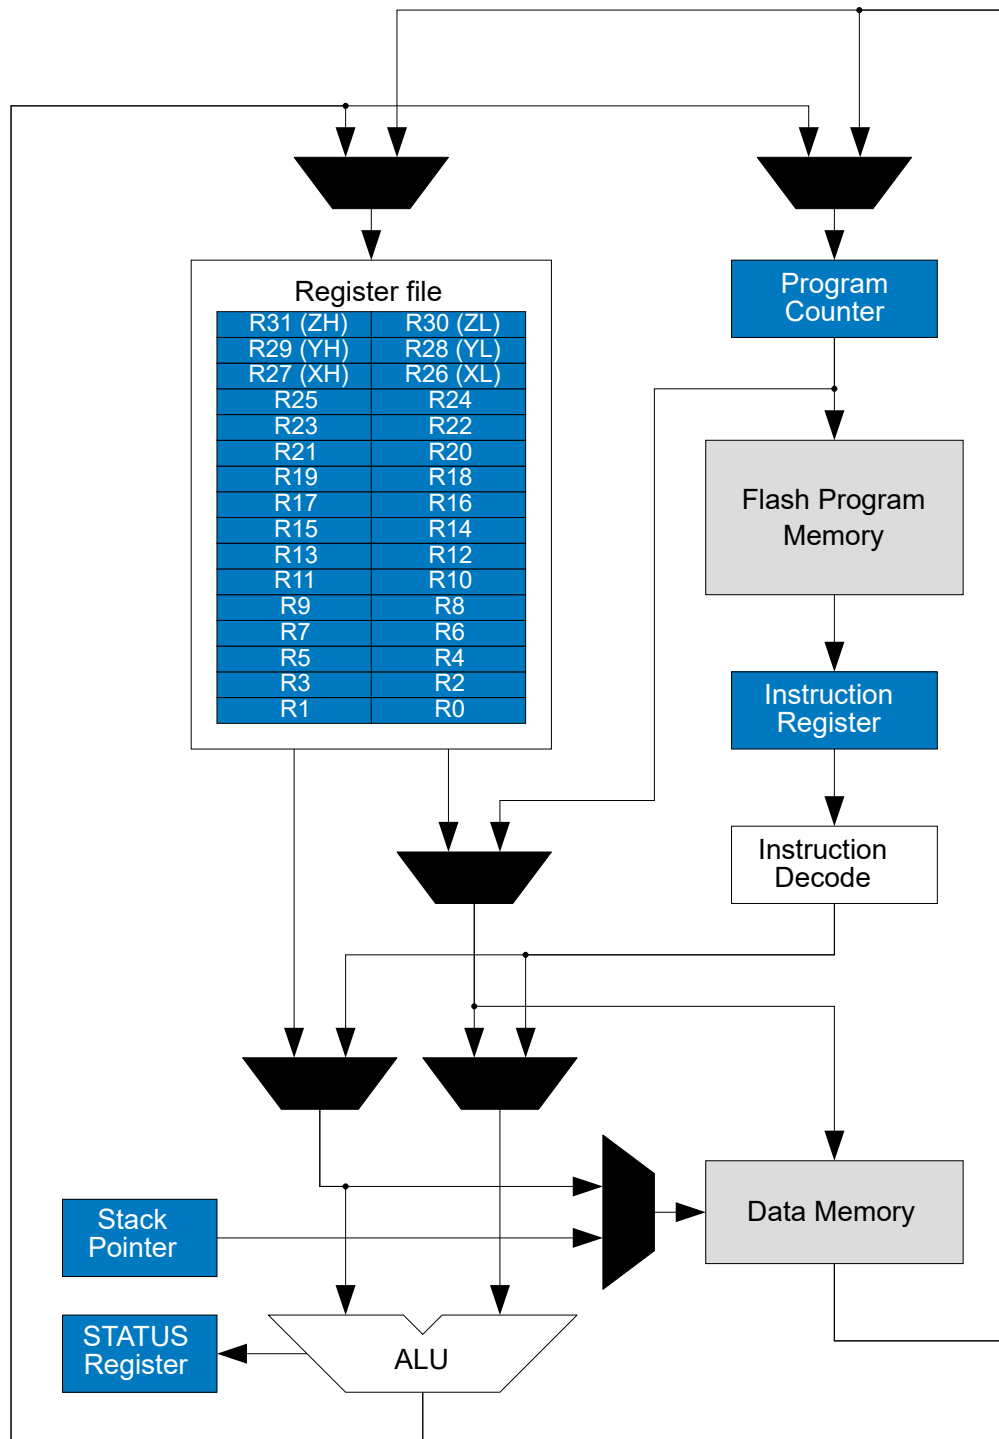 Program
Counter
Register file
R31 (ZH) R30 (ZL)
R29 (YH) R28 (YL)
R27 (XH) R26 (XL)
R25 R24
R23 R22
R21 R20
R19 R18
R17 R16
R15 R14
R13 R12
R11 R10
R9 R8
R7 R6
R5 R4
R3 R2
R1 R0
Flash Program
Memory
Instruction
Register
Instruction
Decode
Stack
Pointer
Data Memory
STATUS
Register
ALU